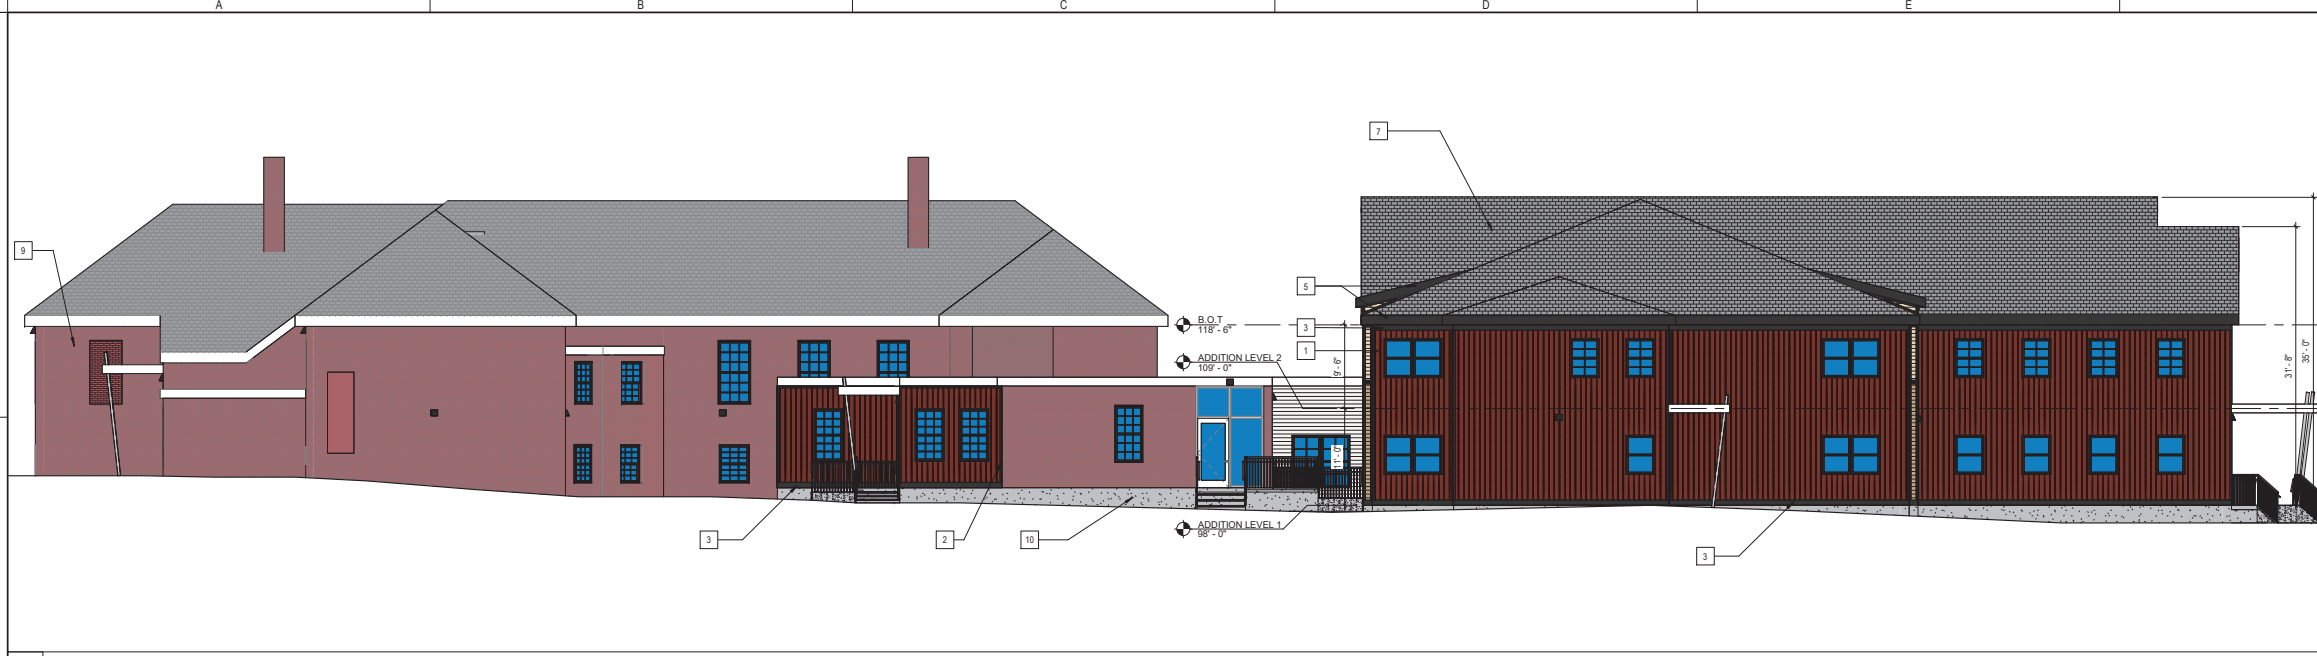 A B C D E
7
9
5
B.O.T
118' - 6"
3
1
ADDITION LEVEL 2
109' - 0"
9' - 6"
31' - 8"
35' - 0"
11' - 0"
ADDITION LEVEL 1
98' - 0"
3
2
10
3